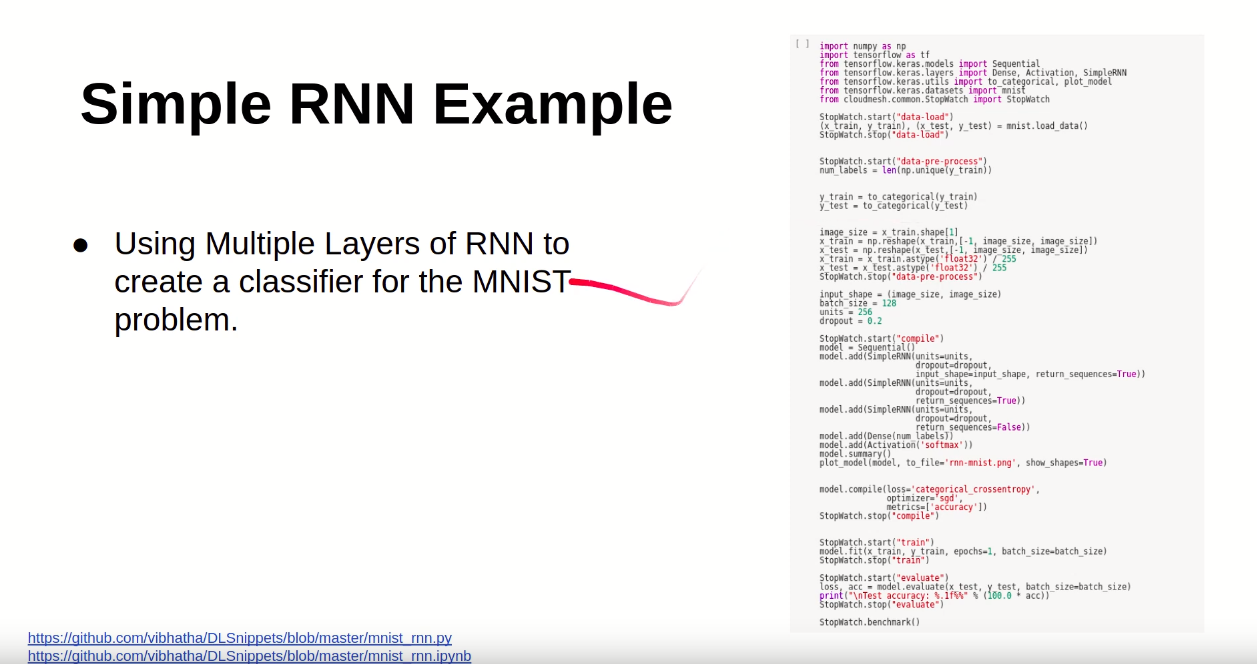 Simple RNN Example
● Using Multiple Layers of RNN to
create a classifier for the MNIST
problem.
https://github.com/vibhatha/DLSnippets/blob/master/mnist_rnn.py
https://github.com/vibhatha/DLSnippets/blob/master/mnist_rnn.ipynb
[ ]
import numpy as np
import tensorflow as tf
from tensorflow.keras.models import Sequential
from tensorflow.keras.layers import Dense, Activation, SimpleRNN
from tensorflow.keras.utils import to_categorical, plot_model
from tensorflow.keras.datasets import mnist
from cloudmesh.common.StopWatch import StopWatch
StopWatch.start("data-load")
(x_train, y_train), (x_test, y_test) = mnist.load_data()
StopWatch.stop("data-load")
StopWatch.start("data-pre-process")
num_labels = len(np.unique(y_train))
y_train = to_categorical(y_train)
y_test = to_categorical(y_test)
image_size = x_train.shape[1]
x_train = np.reshape(x_train,[-1, image_size, image_size])
x_test = np.reshape(x_test,[-1, image_size, image_size])
x_train = x_train.astype('float32') / 255
x_test = x_test.astype('float32') / 255
StopWatch.stop("data-pre-process")
input_shape = (image_size, image_size)
batch_size = 128
units = 256
dropout = 0.2
StopWatch.start("compile")
model = Sequential()
model.add(SimpleRNN(units=units,
dropout=dropout,
input_shape=input_shape, return_sequences=True))
model.add(SimpleRNN(units=units,
dropout=dropout,
return_sequences=True))
model.add(SimpleRNN(units=units,
dropout=dropout,
return_sequences=False))
model.add(Dense(num_labels))
model.add(Activation('softmax'))
model.summary()
plot_model(model, to_file='rnn-mnist.png', show_shapes=True)
model.compile(loss='categorical_crossentropy',
optimizer='sgd',
metrics=['accuracy'])
StopWatch.stop("compile")
StopWatch.start("train")
model.fit(x_train, y_train, epochs=1, batch_size=batch_size)
StopWatch.stop("train")
StopWatch.start("evaluate")
loss, acc = model.evaluate(x_test, y_test, batch_size=batch_size)
print("\nTest accuracy: %.1f%%" % (100.0 * acc))
StopWatch.stop("evaluate")
StopWatch.benchmark()